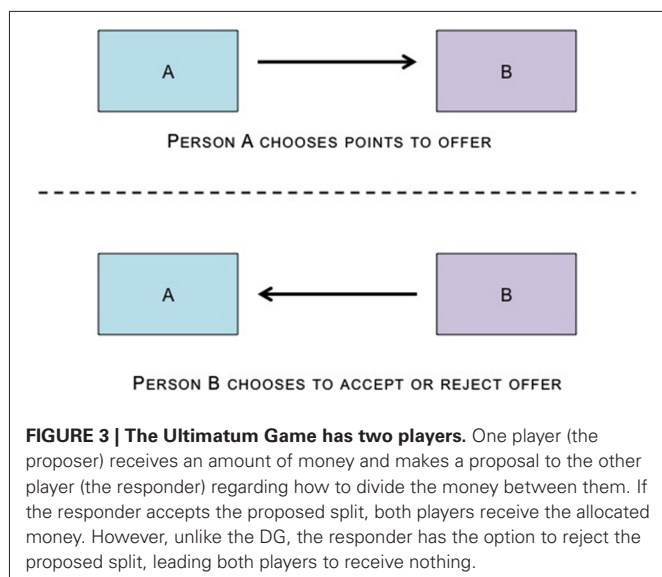 A
B
PERSON A CHOOSES POINTS TO OFFER
A
B
PERSON B CHOOSES TO ACCEPT OR REJECT OFFER
FIGURE 3 | The Ultimatum Game has two players. One player (the
proposer) receives an amount of money and makes a proposal to the other
player (the responder) regarding how to divide the money between them. If
the responder accepts the proposed split, both players receive the allocated
money. However, unlike the DG, the responder has the option to reject the
proposed split, leading both players to receive nothing.